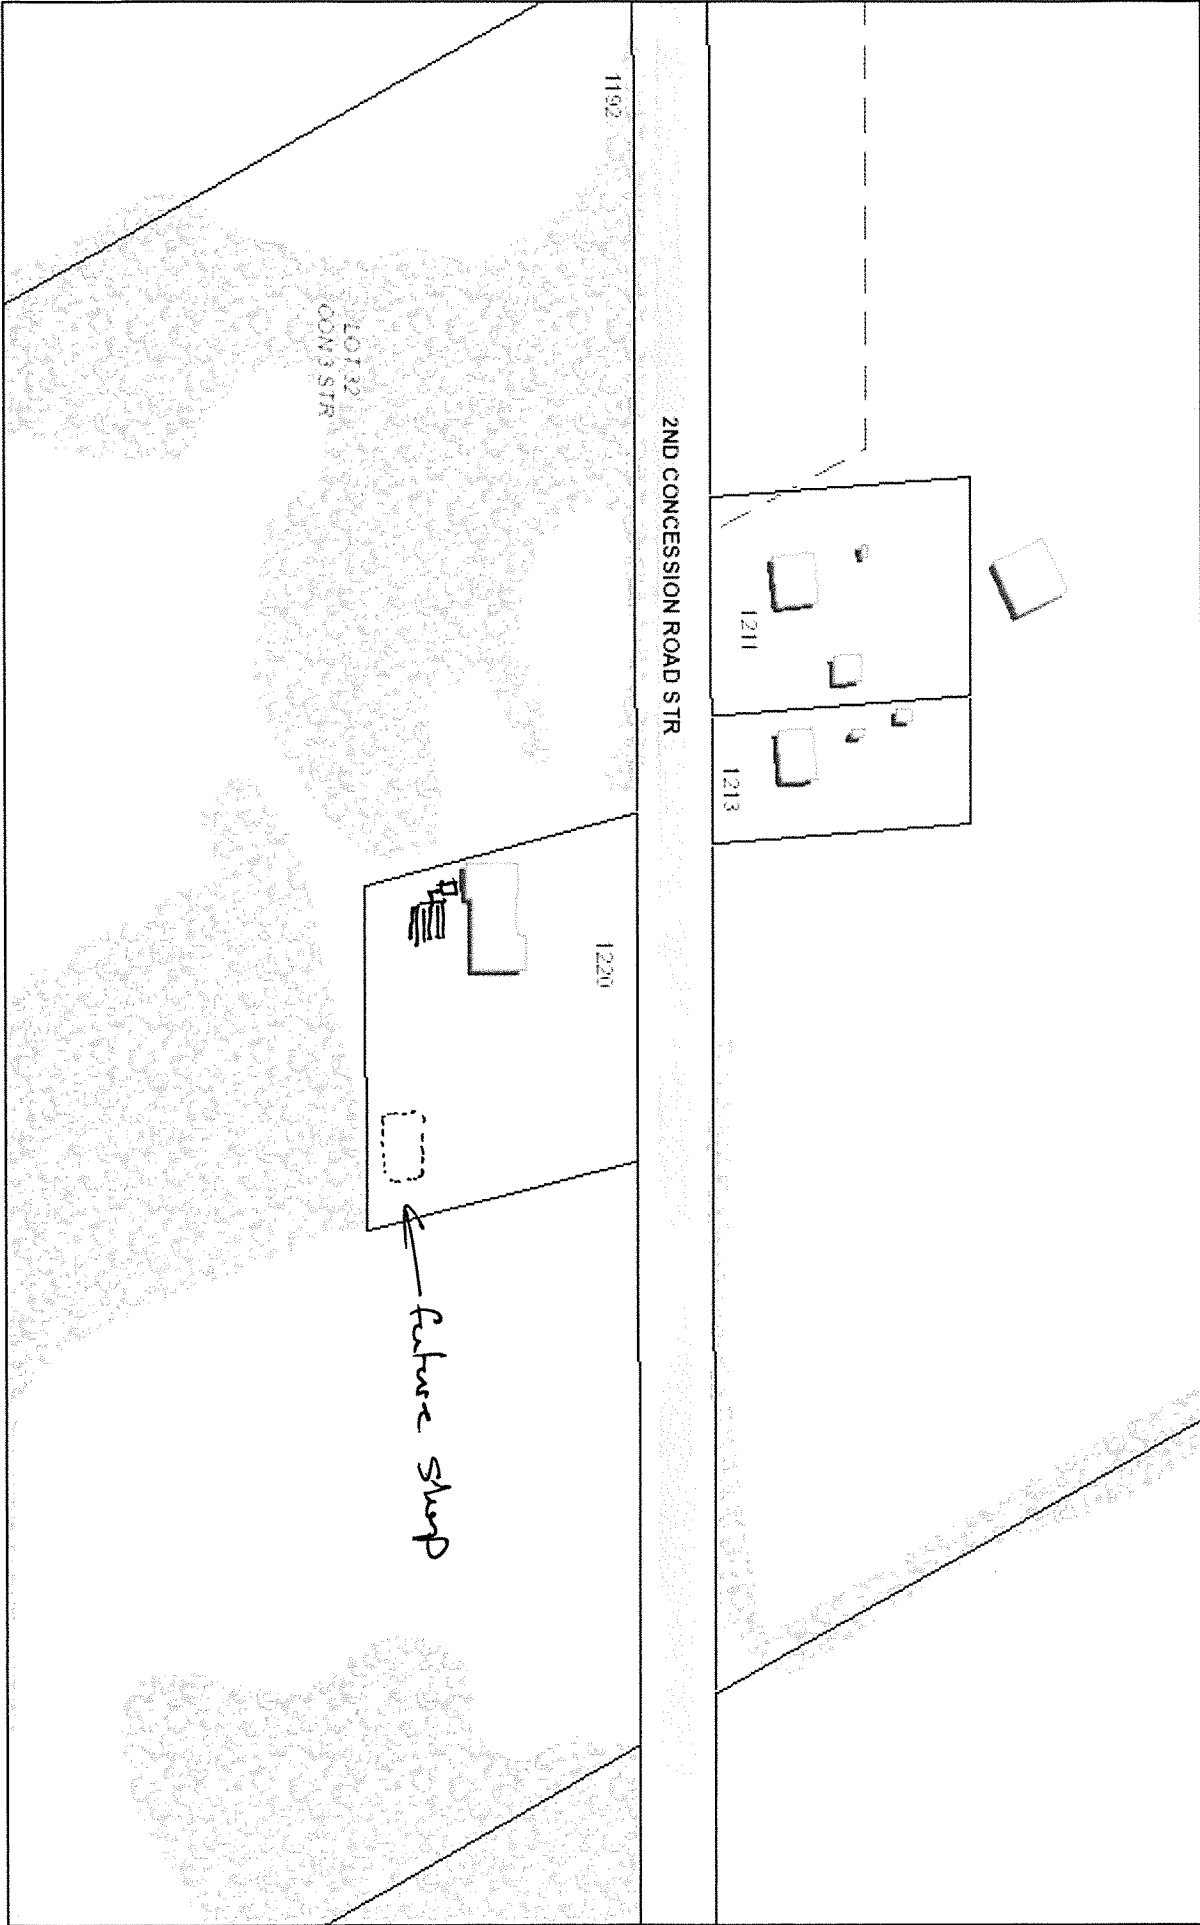 1192
LOT 32
CON 3 STR
2ND CONCESSION ROAD STR
1211
1213
1220
future shop